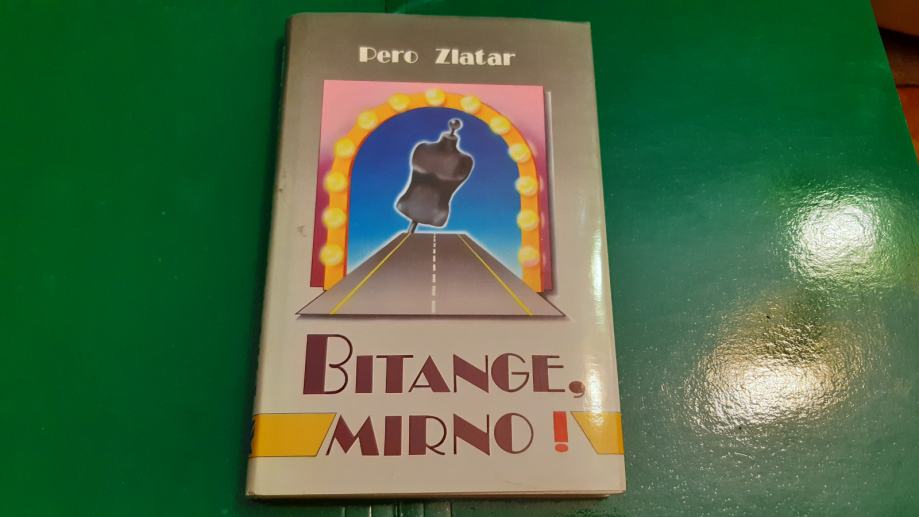 Pero Zlatar
BITANGE,
MIRNO!